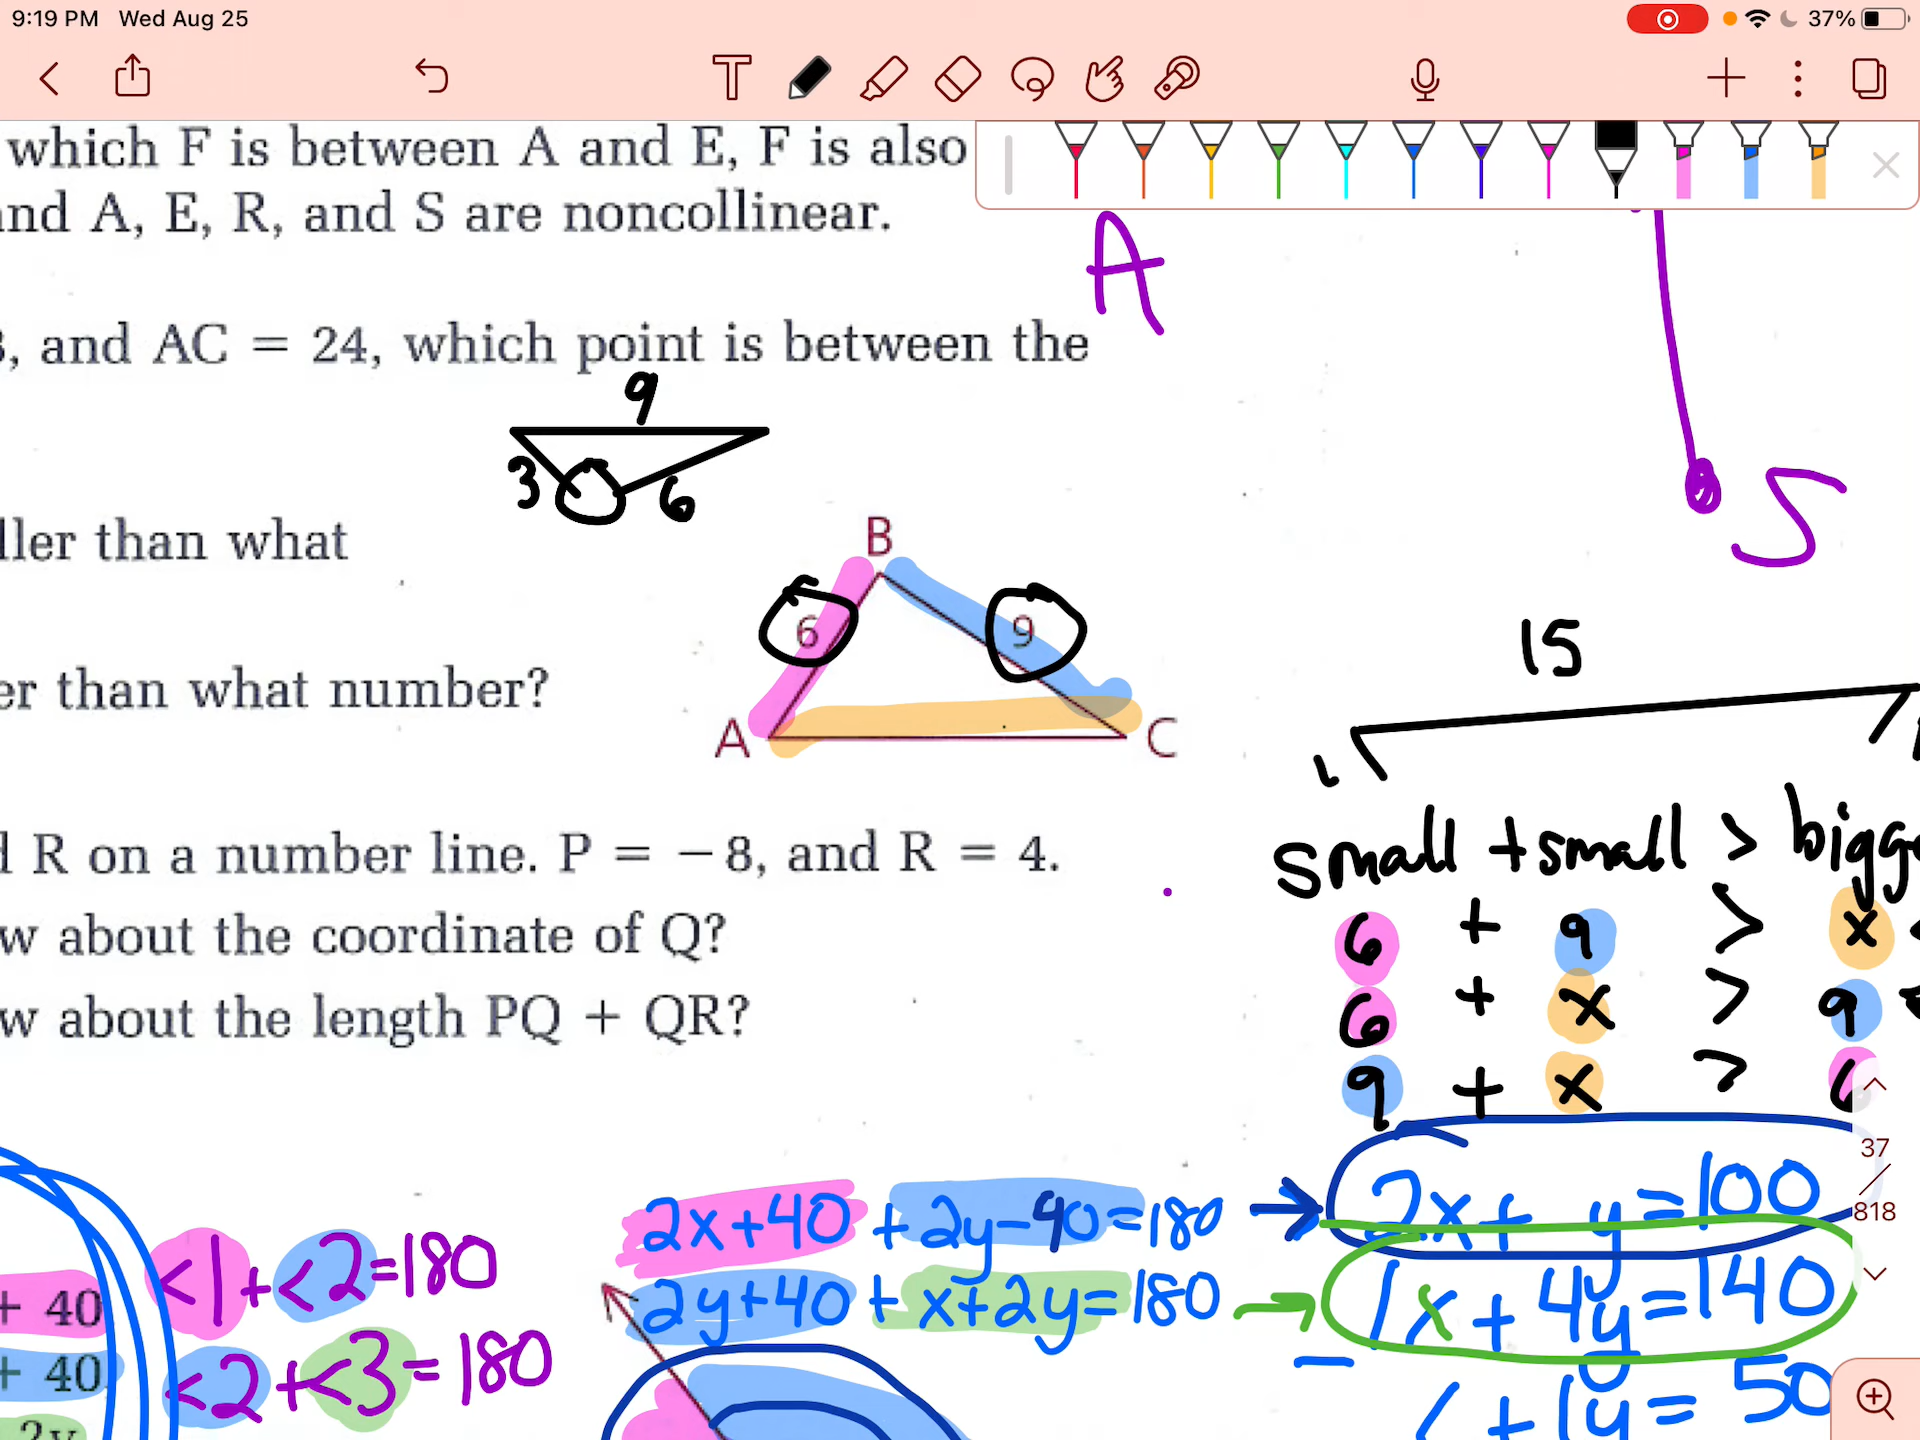 9:19 PM Wed Aug 25
37%
which F is between A and E, F is also
and A, E, R, and S are noncollinear.
A
, and AC = 24, which point is between the
9
3 6
S
ller than what
B
6 9
15
er than what number?
A C
small + small >
R on a number line. P = −8, and R = 4.
6 + 9 > x
w about the coordinate of Q?
6 + x > 9
w about the length PQ + QR?
9 + x > 6
37
818
2x+40 + 2y−90=180 → 2x+ y=100
<1+<2=180
2y+40 + x+2y=180 → 1x + 4y=140
+ 40
<2+<3=180
+ 40
+ 1y = 50
2y